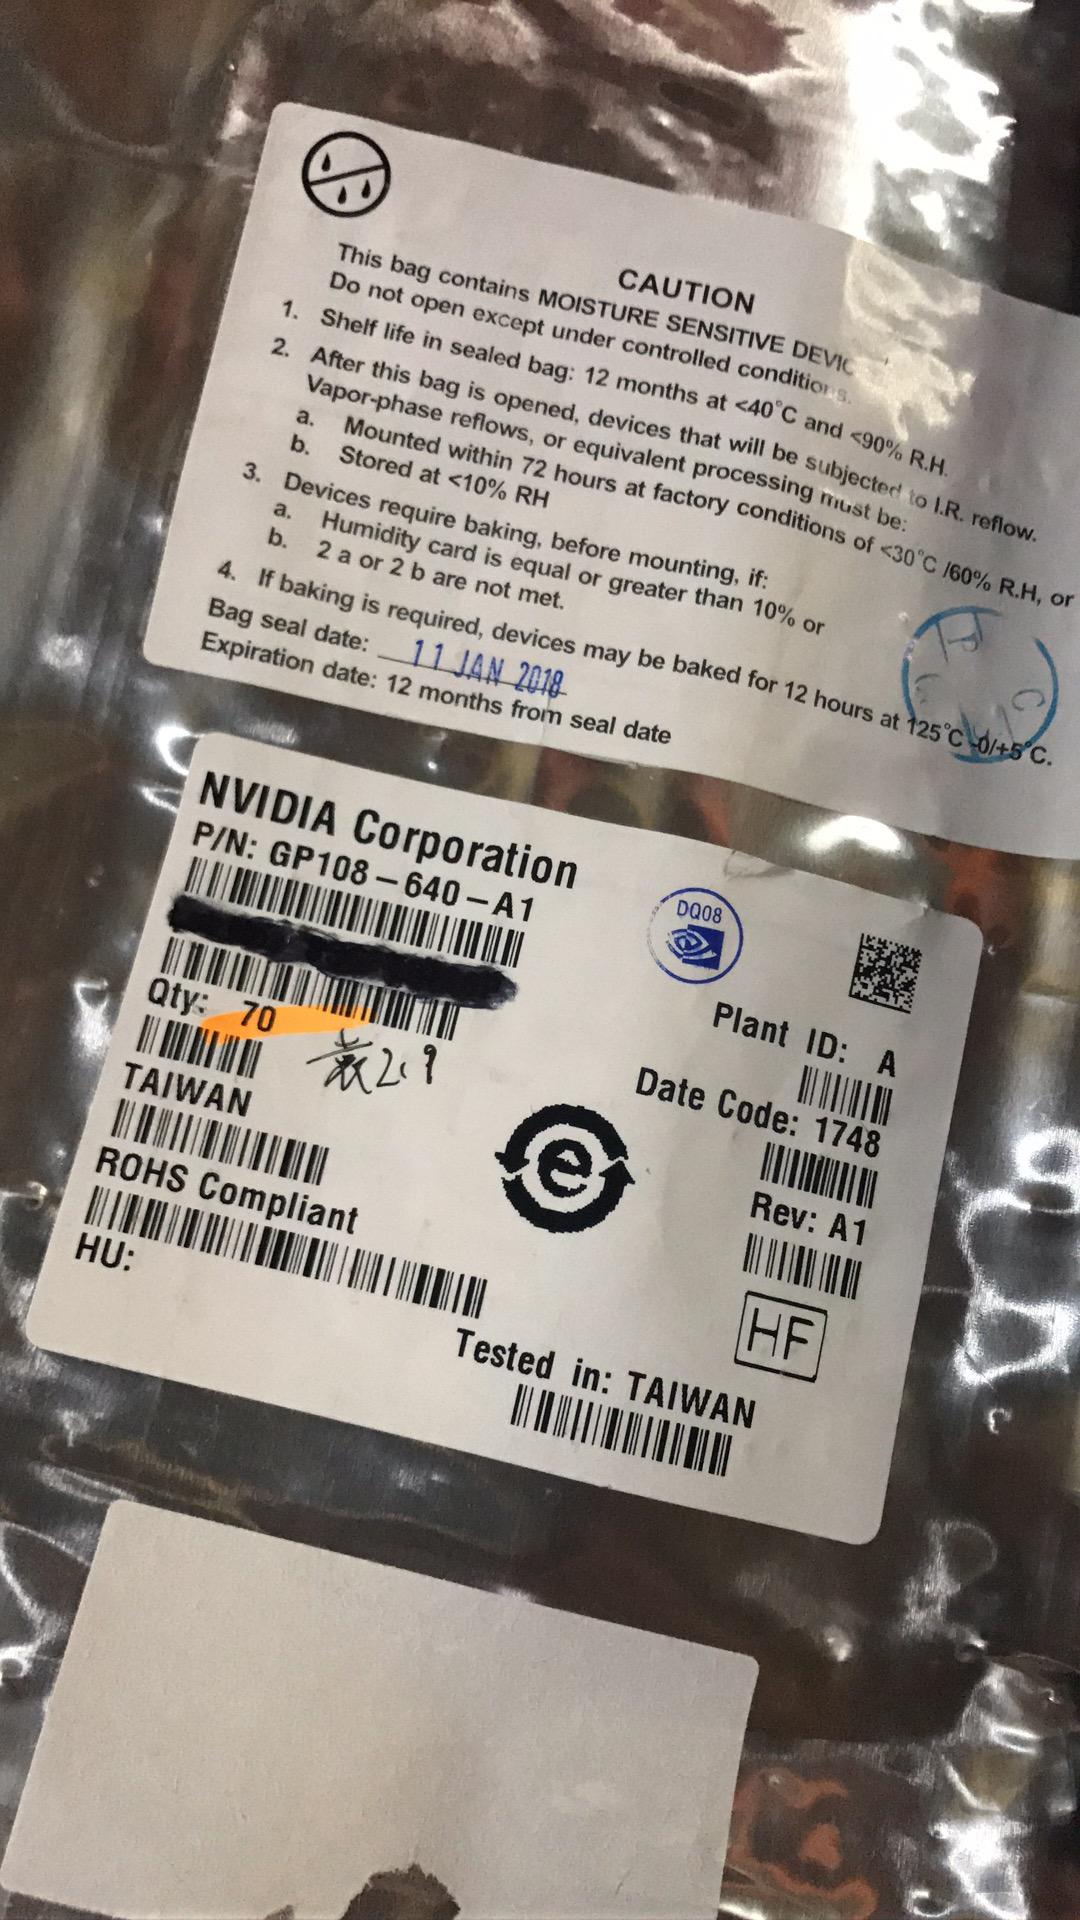 CAUTION
This bag contains MOISTURE SENSITIVE
Do not open except under controlled conditions.
1. Shelf life in sealed bag: 12 months at <40°C and <90% R.H.
2. After this bag is opened, devices that will be subjected to I.R. reflow.
Vapor-phase reflows, or equivalent processing must be:
a. Mounted within 72 hours at factory conditions of <30°C /60% R.H, or
b. Stored at <10% RH
3. Devices require baking, before mounting, if:
a. Humidity card is equal or greater than 10% or
b. 2 a or 2 b are not met.
4. If baking is required, devices may be baked for 12 hours at 125°C -0/+5°C.
Bag seal date: 11 JAN 2018
Expiration date: 12 months from seal date
NVIDIA Corporation
P/N: GP108-640-A1
DQ08
Qty: 70
袁2.9
Plant ID: A
TAIWAN
Date Code: 1748
ROHS Compliant
e
Rev: A1
HU:
HF
Tested in: TAIWAN